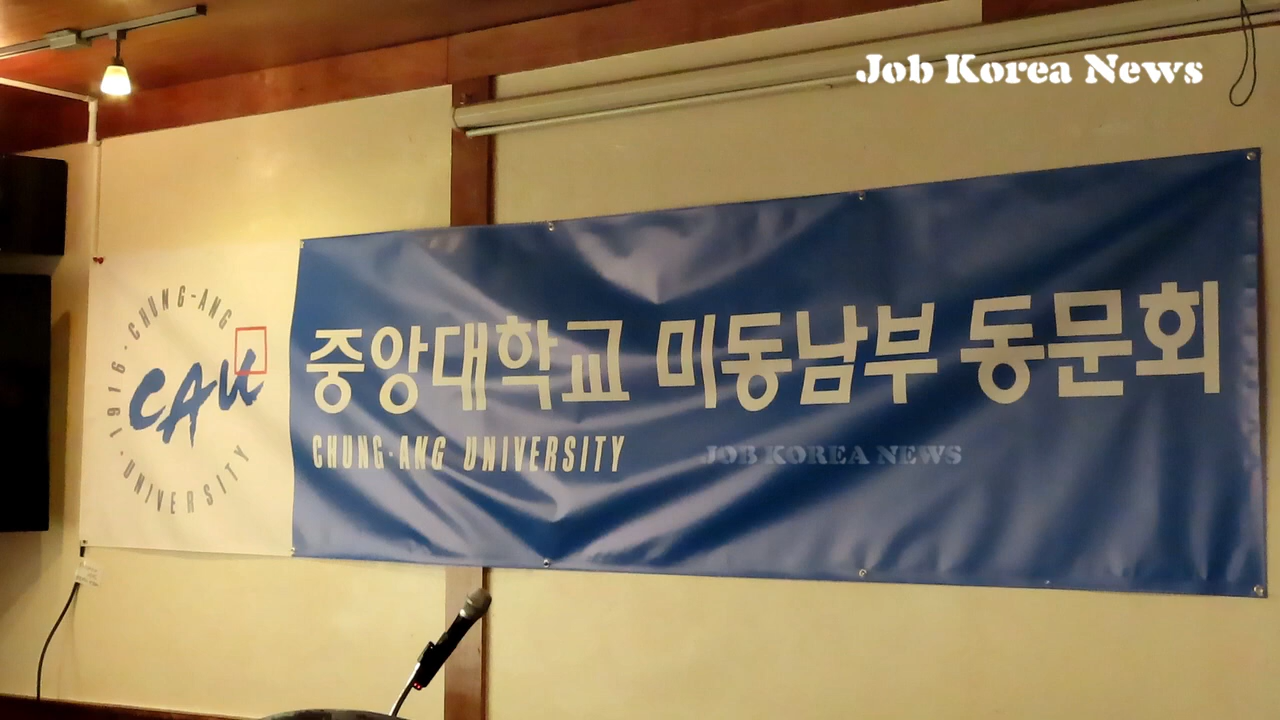 Job Korea News
1916 · CHUNG-ANG · UNIVERSITY
CAU
중앙대학교 미동남부 동문회
CHUNG·ANG UNIVERSITY
JOB KOREA NEWS